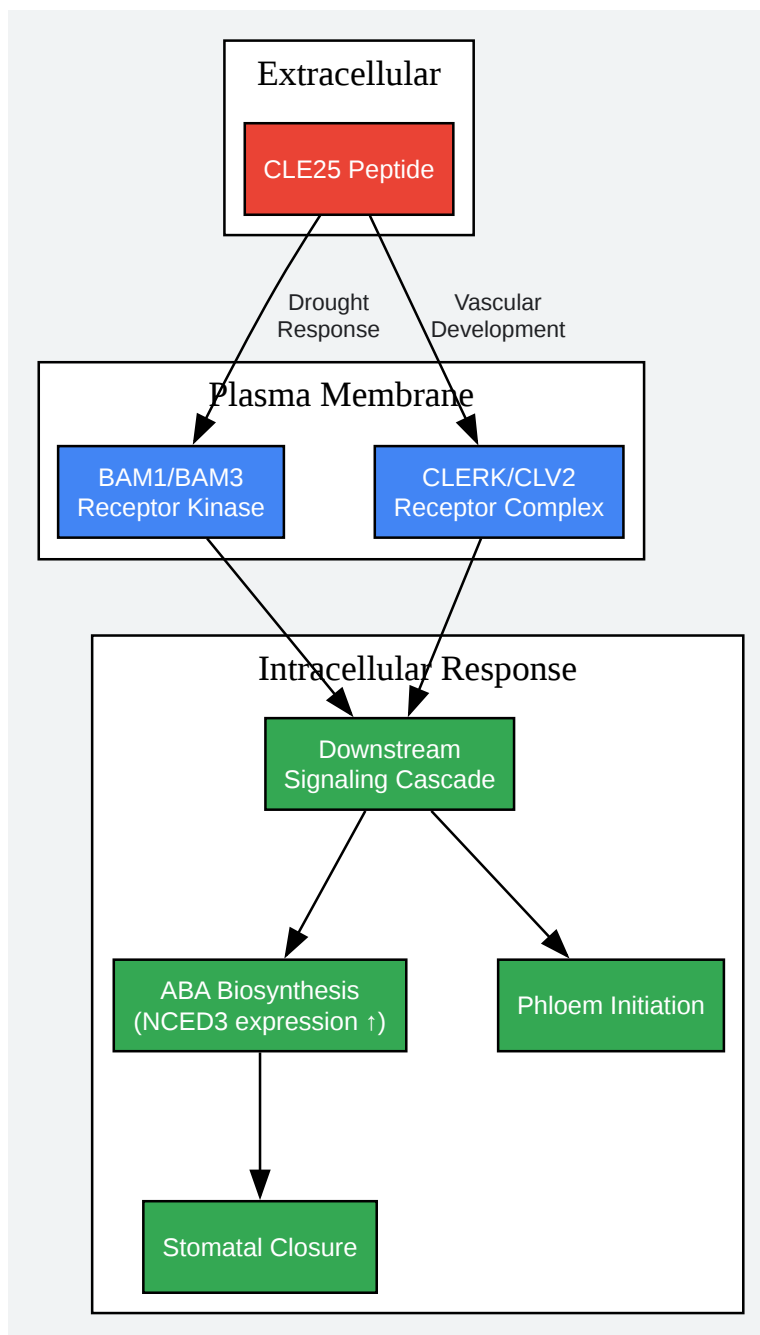 Extracellular
CLE25 Peptide
Drought
Response
Vascular
Development
Plasma Membrane
BAM1/BAM3
Receptor Kinase
CLERK/CLV2
Receptor Complex
Intracellular Response
Downstream
Signaling Cascade
ABA Biosynthesis
(NCED3 expression ↑)
Phloem Initiation
Stomatal Closure